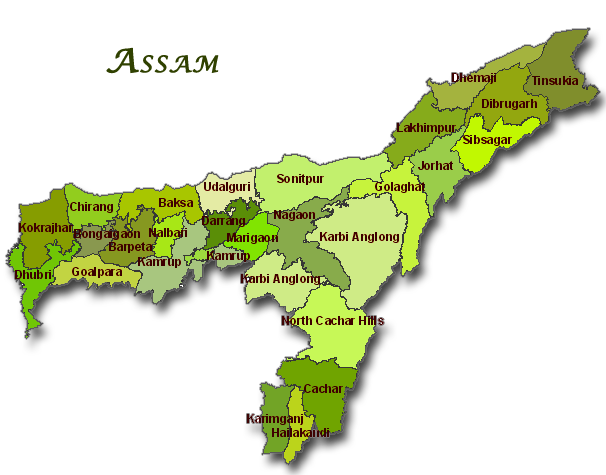 ASSAM
Dhemaji
Tinsukia
Dibrugarh
Lakhimpur
Sibsagar
Jorhat
Sonitpur
Udalguri
Golaghat
Baksa
Chirang
Nagaon
Darrang
Kokrajhar
Bongaigaon
Nalbari
Marigaon
Karbi Anglong
Barpeta
Kamrup
Kamrup
Goalpara
Dhubri
Karbi Anglong
North Cachar Hills
Cachar
Karimganj
Hailakandi